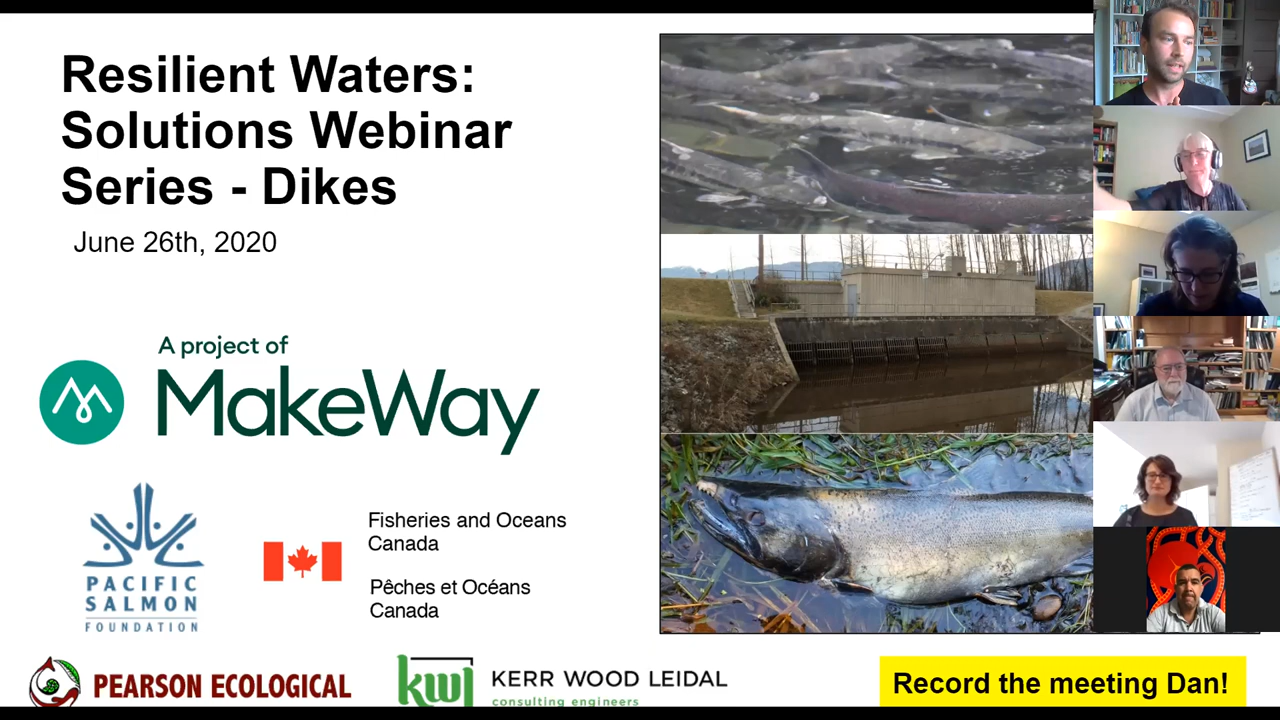 Resilient Waters:
Solutions Webinar
Series - Dikes
June 26th, 2020
A project of
MakeWay
PACIFIC
SALMON
FOUNDATION
Fisheries and Oceans
Canada
Pêches et Océans
Canada
PEARSON ECOLOGICAL
kwl
KERR WOOD LEIDAL
consulting engineers
Record the meeting Dan!